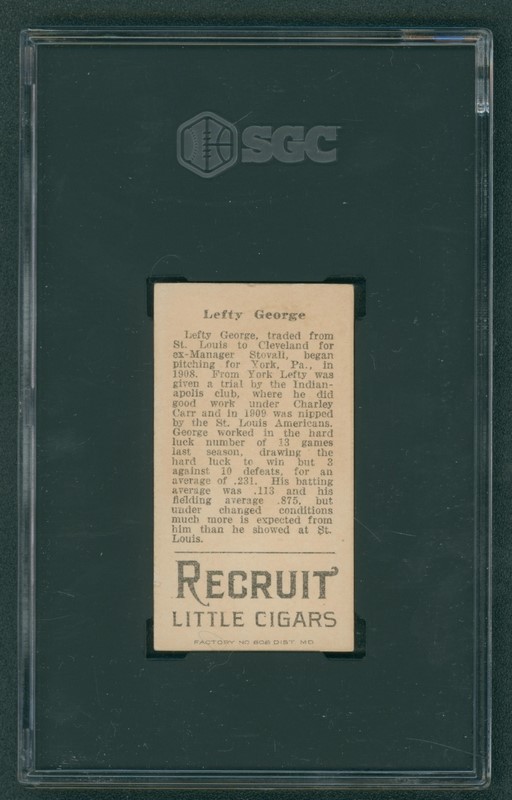 SGC
Lefty George
Lefty George, traded from
St. Louis to Cleveland for
ex-Manager Stovall, began
pitching for York, Pa., in
1908. From York Lefty was
given a trial by the Indian-
apolis club, where he did
good work under Charley
Carr and in 1909 was nipped
by the St. Louis Americans.
George worked in the hard
luck number of 13 games
last season, drawing the
hard luck to win but 3
against 10 defeats, for an
average of .231. His batting
average was .113 and his
fielding average .875, but
under changed conditions
much more is expected from
him than he showed at St.
Louis.
RECRUIT
LITTLE CIGARS
FACTORY NO 606 DIST. MD.